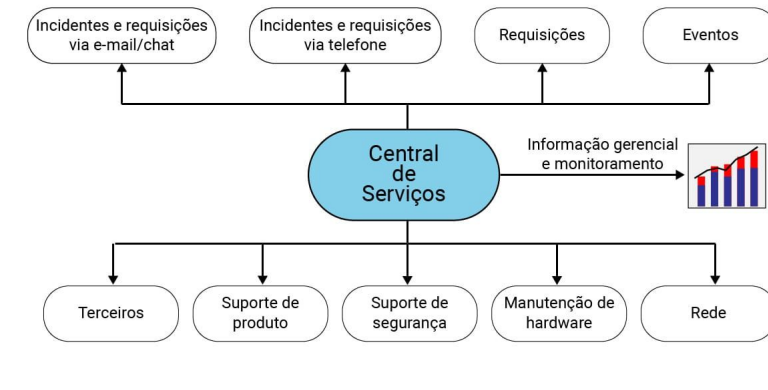 Incidentes e requisições
via e-mail/chat
Incidentes e requisições
via telefone
Requisições
Eventos
Central
de
Serviços
Informação gerencial
e monitoramento
Terceiros
Suporte de
produto
Suporte de
segurança
Manutenção de
hardware
Rede